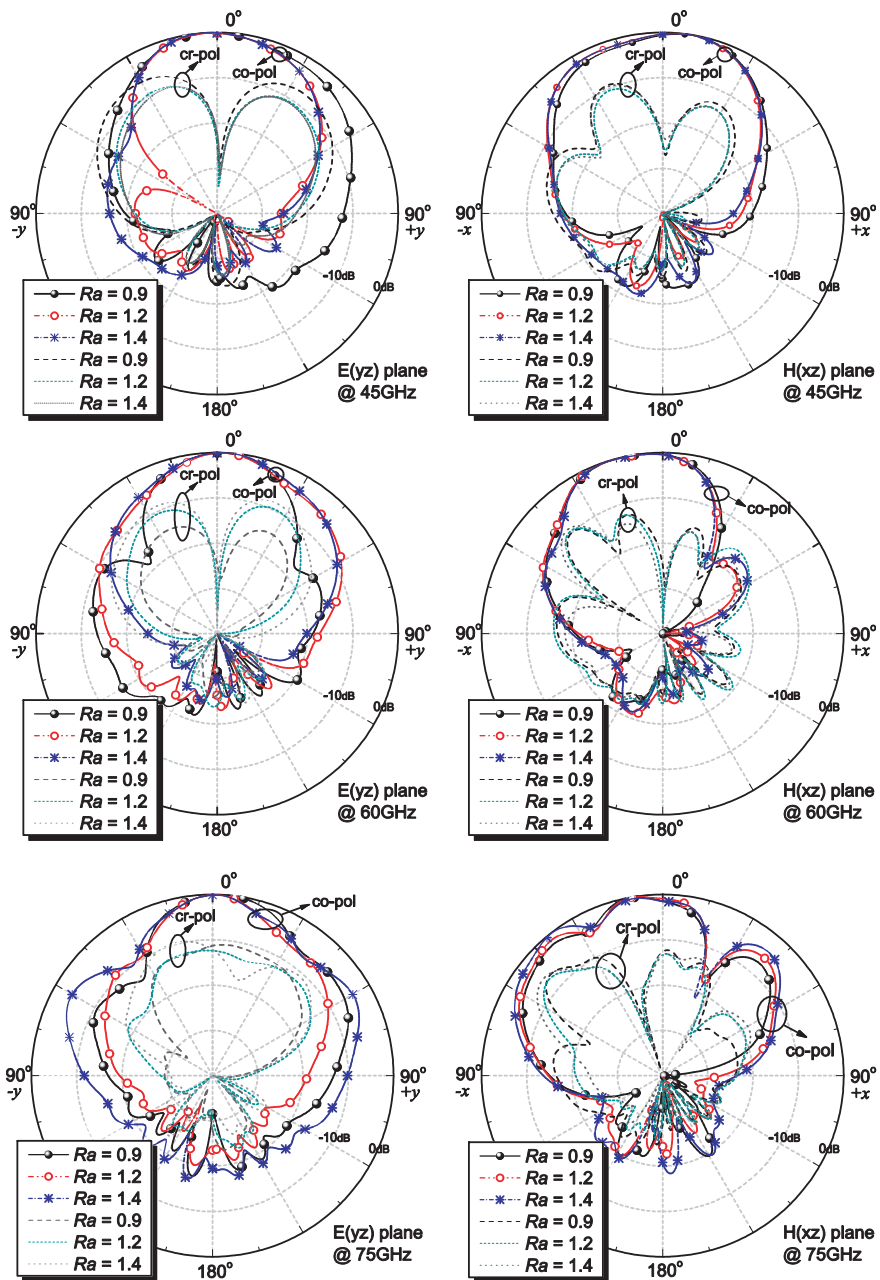 0°
cr-pol
co-pol
90°
-y
90°
+y
-10dB
0dB
Ra = 0.9
Ra = 1.2
Ra = 1.4
Ra = 0.9
Ra = 1.2
Ra = 1.4
E(yz) plane
@ 45GHz
180°
0°
cr-pol
co-pol
90°
-x
90°
+x
-10dB
0dB
Ra = 0.9
Ra = 1.2
Ra = 1.4
Ra = 0.9
Ra = 1.2
Ra = 1.4
H(xz) plane
@ 45GHz
180°
0°
cr-pol
co-pol
90°
-y
90°
+y
-10dB
0dB
Ra = 0.9
Ra = 1.2
Ra = 1.4
Ra = 0.9
Ra = 1.2
Ra = 1.4
E(yz) plane
@ 60GHz
180°
0°
cr-pol
co-pol
90°
-x
90°
+x
-10dB
0dB
Ra = 0.9
Ra = 1.2
Ra = 1.4
Ra = 0.9
Ra = 1.2
Ra = 1.4
H(xz) plane
@ 60GHz
180°
0°
cr-pol
co-pol
90°
-y
90°
+y
-10dB
0dB
Ra = 0.9
Ra = 1.2
Ra = 1.4
Ra = 0.9
Ra = 1.2
Ra = 1.4
E(yz) plane
@ 75GHz
180°
0°
cr-pol
co-pol
90°
-x
90°
+x
-10dB
0dB
Ra = 0.9
Ra = 1.2
Ra = 1.4
Ra = 0.9
Ra = 1.2
Ra = 1.4
H(xz) plane
@ 75GHz
180°